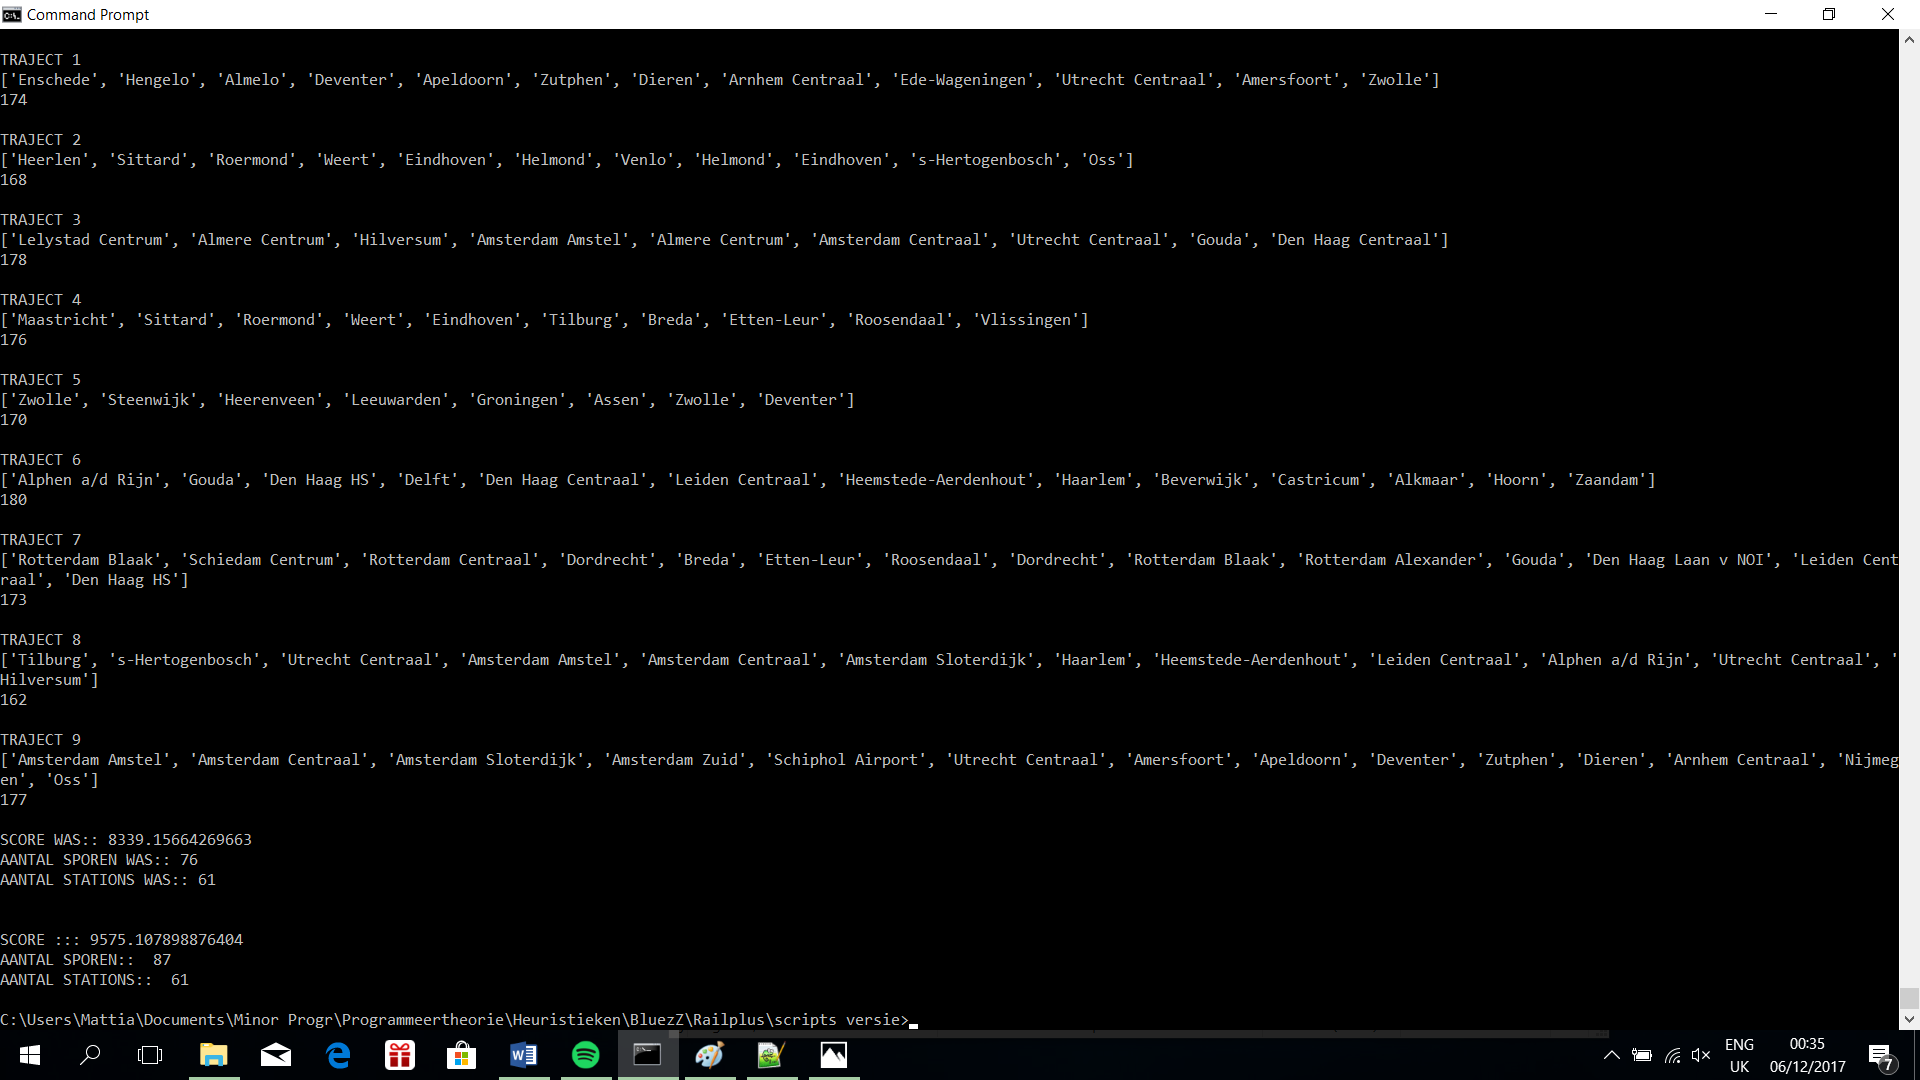 Command Prompt
TRAJECT 1
['Enschede', 'Hengelo', 'Almelo', 'Deventer', 'Apeldoorn', 'Zutphen', 'Dieren', 'Arnhem Centraal', 'Ede-Wageningen', 'Utrecht Centraal', 'Amersfoort', 'Zwolle']
174
TRAJECT 2
['Heerlen', 'Sittard', 'Roermond', 'Weert', 'Eindhoven', 'Helmond', 'Venlo', 'Helmond', 'Eindhoven', 's-Hertogenbosch', 'Oss']
168
TRAJECT 3
['Lelystad Centrum', 'Almere Centrum', 'Hilversum', 'Amsterdam Amstel', 'Almere Centrum', 'Amsterdam Centraal', 'Utrecht Centraal', 'Gouda', 'Den Haag Centraal']
178
TRAJECT 4
['Maastricht', 'Sittard', 'Roermond', 'Weert', 'Eindhoven', 'Tilburg', 'Breda', 'Etten-Leur', 'Roosendaal', 'Vlissingen']
176
TRAJECT 5
['Zwolle', 'Steenwijk', 'Heerenveen', 'Leeuwarden', 'Groningen', 'Assen', 'Zwolle', 'Deventer']
170
TRAJECT 6
['Alphen a/d Rijn', 'Gouda', 'Den Haag HS', 'Delft', 'Den Haag Centraal', 'Leiden Centraal', 'Heemstede-Aerdenhout', 'Haarlem', 'Beverwijk', 'Castricum', 'Alkmaar', 'Hoorn', 'Zaandam']
180
TRAJECT 7
['Rotterdam Blaak', 'Schiedam Centrum', 'Rotterdam Centraal', 'Dordrecht', 'Breda', 'Etten-Leur', 'Roosendaal', 'Dordrecht', 'Rotterdam Blaak', 'Rotterdam Alexander', 'Gouda', 'Den Haag Laan v NOI', 'Leiden Cent
raal', 'Den Haag HS']
173
TRAJECT 8
['Tilburg', 's-Hertogenbosch', 'Utrecht Centraal', 'Amsterdam Amstel', 'Amsterdam Centraal', 'Amsterdam Sloterdijk', 'Haarlem', 'Heemstede-Aerdenhout', 'Leiden Centraal', 'Alphen a/d Rijn', 'Utrecht Centraal', '
Hilversum']
162
TRAJECT 9
['Amsterdam Amstel', 'Amsterdam Centraal', 'Amsterdam Sloterdijk', 'Amsterdam Zuid', 'Schiphol Airport', 'Utrecht Centraal', 'Amersfoort', 'Apeldoorn', 'Deventer', 'Zutphen', 'Dieren', 'Arnhem Centraal', 'Nijmeg
en', 'Oss']
177
SCORE WAS:: 8339.15664269663
AANTAL SPOREN WAS:: 76
AANTAL STATIONS WAS:: 61
SCORE ::: 9575.107898876404
AANTAL SPOREN::  87
AANTAL STATIONS::  61
C:\Users\Mattia\Documents\Minor Progr\Programmeertheorie\Heuristieken\BluezZ\Railplus\scripts versie>
ENG 00:35
UK 06/12/2017
7